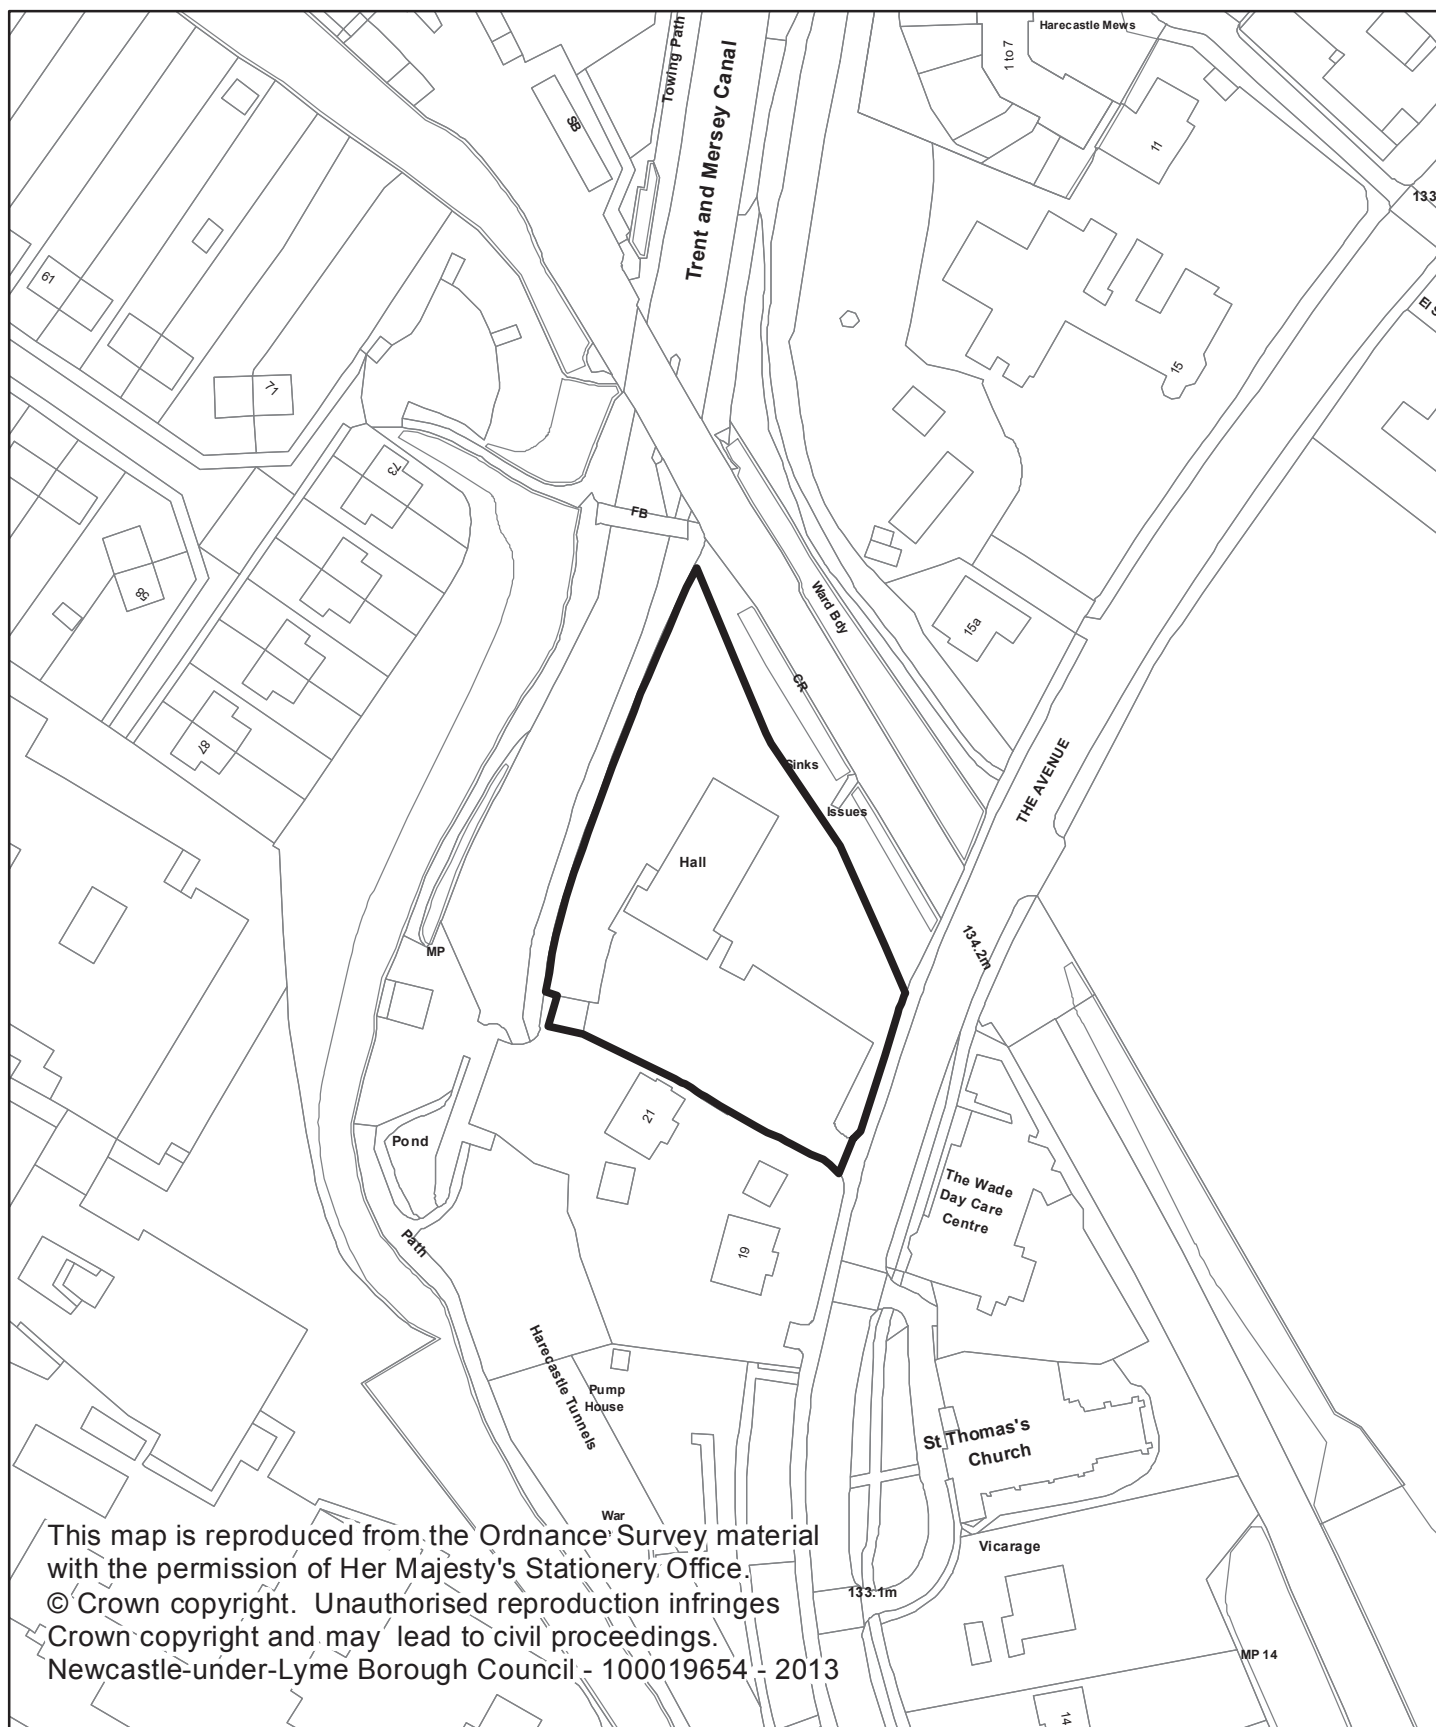 Harecastle Mews
1 to 7
Towing Path
Trent and Mersey Canal
SB
11
133
61
El S
15
71
73
FB
58
Ward Bdy
15a
CR
87
Sinks
THE AVENUE
Issues
Hall
134.2m
MP
21
Pond
The Wade
Day Care
Centre
Path
19
Harecastle Tunnels
Pump
House
St Thomas's
Church
War
This map is reproduced from the Ordnance Survey material
with the permission of Her Majesty's Stationery Office.
© Crown copyright. Unauthorised reproduction infringes
Crown copyright and may lead to civil proceedings.
Newcastle-under-Lyme Borough Council - 100019654 - 2013
Vicarage
133.1m
MP 14
14